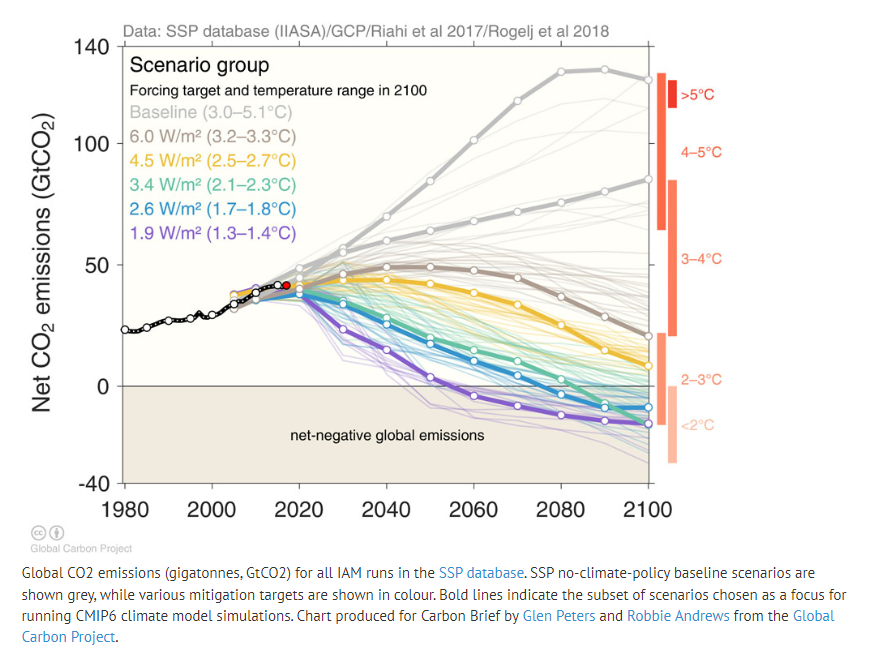 Data: SSP database (IIASA)/GCP/Riahi et al 2017/Rogelj et al 2018
Net CO₂ emissions (GtCO₂)
140
100
50
0
-40
Scenario group
Forcing target and temperature range in 2100
Baseline (3.0–5.1°C)
6.0 W/m² (3.2–3.3°C)
4.5 W/m² (2.5–2.7°C)
3.4 W/m² (2.1–2.3°C)
2.6 W/m² (1.7–1.8°C)
1.9 W/m² (1.3–1.4°C)
>5°C
4–5°C
3–4°C
2–3°C
<2°C
net-negative global emissions
1980 2000 2020 2040 2060 2080 2100
cc
Global Carbon Project
Global CO2 emissions (gigatonnes, GtCO2) for all IAM runs in the SSP database. SSP no-climate-policy baseline scenarios are
shown grey, while various mitigation targets are shown in colour. Bold lines indicate the subset of scenarios chosen as a focus for
running CMIP6 climate model simulations. Chart produced for Carbon Brief by Glen Peters and Robbie Andrews from the Global
Carbon Project.